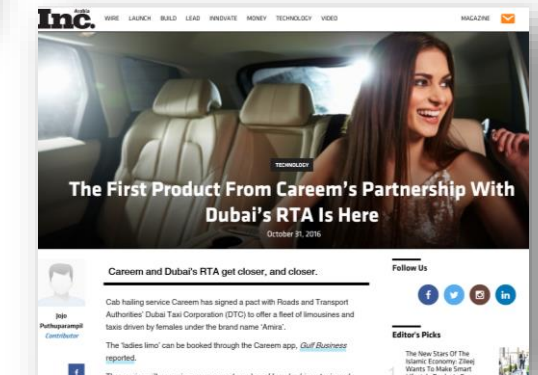 Inc.
Arabia
WIRE LAUNCH BUILD LEAD INNOVATE MONEY TECHNOLOGY VIDEO
MAGAZINE
TECHNOLOGY
The First Product From Careem's Partnership With
Dubai's RTA Is Here
October 31, 2016
Jojo
Puthuparampil
Contributor
f
Careem and Dubai's RTA get closer, and closer.
Cab hailing service Careem has signed a pact with Roads and Transport
Authorities' Dubai Taxi Corporation (DTC) to offer a fleet of limousines and
taxis driven by females under the brand name 'Amira'.
The 'ladies limo' can be booked through the Careem app, Gulf Business
reported.
Follow Us
f
in
Editor's Picks
1
The New Stars Of The
Islamic Economy: Zileej
Wants To Make Smart